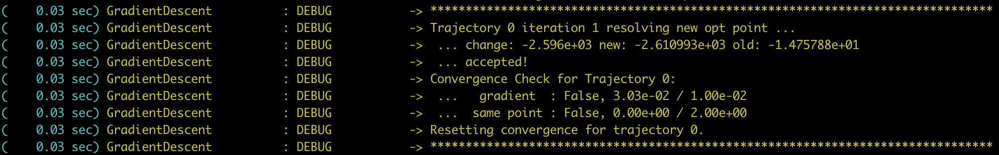 (    0.03 sec) GradientDescent          : DEBUG           -> ********************************************************************************
(    0.03 sec) GradientDescent          : DEBUG           -> Trajectory 0 iteration 1 resolving new opt point ...
(    0.03 sec) GradientDescent          : DEBUG           ->  ... change: -2.596e+03 new: -2.610993e+03 old: -1.475788e+01
(    0.03 sec) GradientDescent          : DEBUG           ->  ... accepted!
(    0.03 sec) GradientDescent          : DEBUG           -> Convergence Check for Trajectory 0:
(    0.03 sec) GradientDescent          : DEBUG           ->  ...   gradient  : False, 3.03e-02 / 1.00e-02
(    0.03 sec) GradientDescent          : DEBUG           ->  ...  same point : False, 0.00e+00 / 2.00e+00
(    0.03 sec) GradientDescent          : DEBUG           -> Resetting convergence for trajectory 0.
(    0.03 sec) GradientDescent          : DEBUG           -> ********************************************************************************